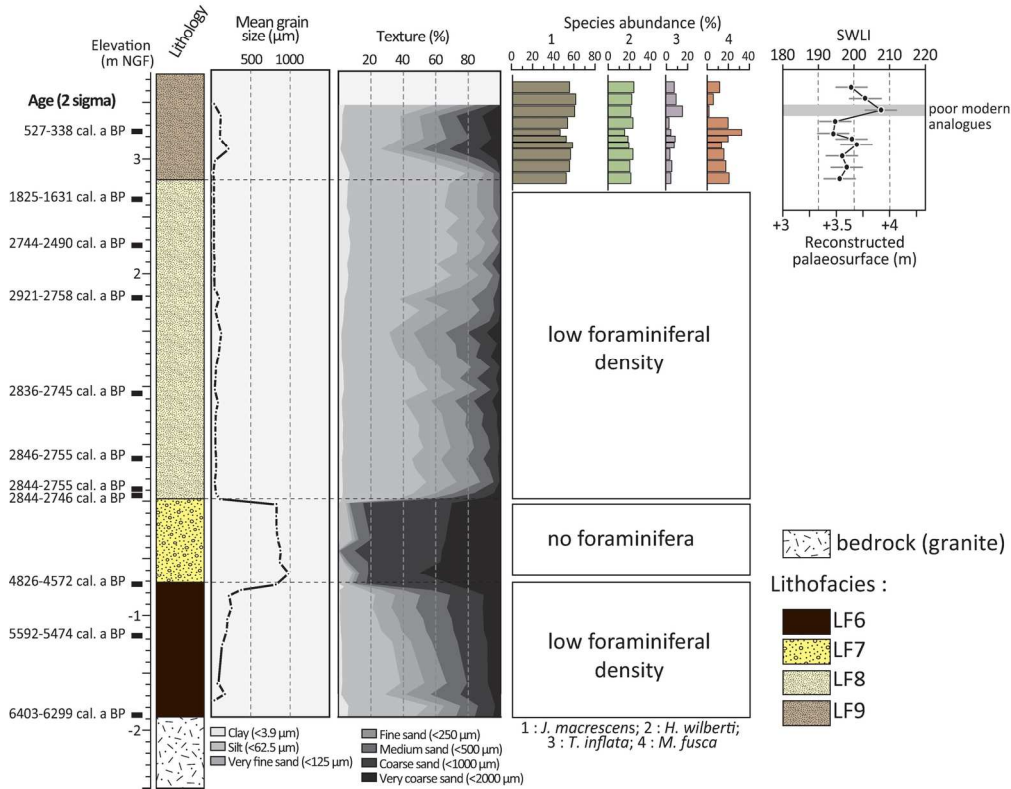 Elevation
(m NGF)
Lithology
Mean grain
size (µm)
500 1000
Texture (%)
20 40 60 80
Species abundance (%)
1 2 3 4
0 20 40 60 80 0 20 40 0 20 0 20 40
SWLI
180 190 200 210 220
Age (2 sigma)
527-338 cal. a BP
3
1825-1631 cal. a BP
2744-2490 cal. a BP
2
2921-2758 cal. a BP
2836-2745 cal. a BP
2846-2755 cal. a BP
2844-2755 cal. a BP
2844-2746 cal. a BP
4826-4572 cal. a BP
-1
5592-5474 cal. a BP
6403-6299 cal. a BP
-2
poor modern
analogues
+3 +3.5 +4
Reconstructed
palaeosurface (m)
low foraminiferal
density
no foraminifera
low foraminiferal
density
1 : J. macrescens; 2 : H. wilberti;
3 : T. inflata; 4 : M. fusca
Clay (<3.9 µm)
Silt (<62.5 µm)
Very fine sand (<125 µm)
Fine sand (<250 µm)
Medium sand (<500 µm)
Coarse sand (<1000 µm)
Very coarse sand (<2000 µm)
bedrock (granite)
Lithofacies :
LF6
LF7
LF8
LF9